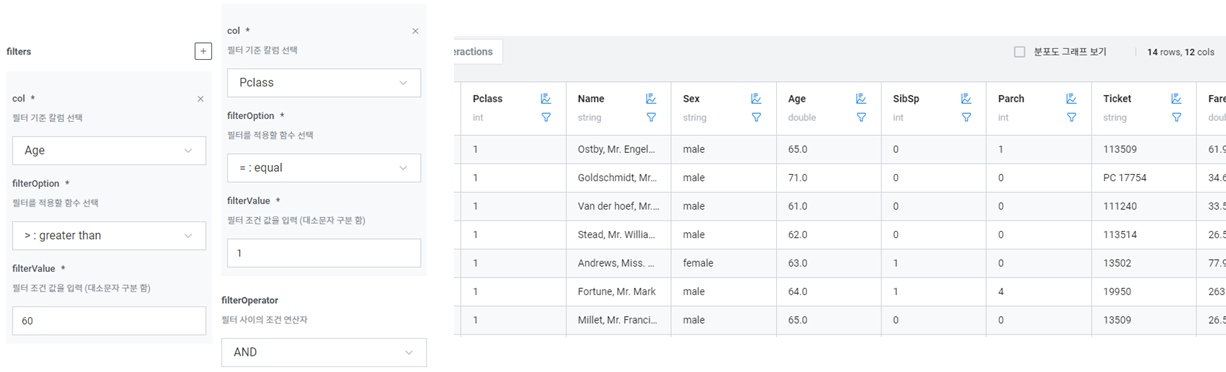 filters +
col *
필터 기준 칼럼 선택
Age
filterOption *
필터를 적용할 함수 선택
> : greater than
filterValue *
필터 조건 값을 입력 (대소문자 구분 함)
60
col *
필터 기준 칼럼 선택
Pclass
filterOption *
필터를 적용할 함수 선택
= : equal
filterValue *
필터 조건 값을 입력 (대소문자 구분 함)
1
filterOperator
필터 사이의 조건 연산자
AND
eractions
분포도 그래프 보기 14 rows, 12 cols
Pclass Name Sex Age SibSp Parch Ticket Fare
int string string double int int string doul
1 Ostby, Mr. Engel... male 65.0 0 1 113509 61.9
1 Goldschmidt, Mr... male 71.0 0 0 PC 17754 34.6
1 Van der hoef, Mr.... male 61.0 0 0 111240 33.5
1 Stead, Mr. Willia... male 62.0 0 0 113514 26.5
1 Andrews, Miss. ... female 63.0 1 0 13502 77.9
1 Fortune, Mr. Mark male 64.0 1 4 19950 263
1 Millet, Mr. Franci... male 65.0 0 0 13509 26.5